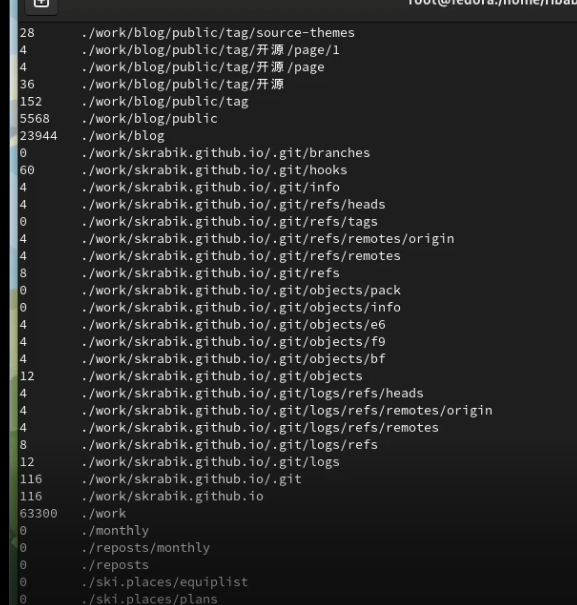 28 ./work/blog/public/tag/source-themes
4 ./work/blog/public/tag/开源/page/1
4 ./work/blog/public/tag/开源/page
36 ./work/blog/public/tag/开源
152 ./work/blog/public/tag
5568 ./work/blog/public
23944 ./work/blog
0 ./work/skrabik.github.io/.git/branches
60 ./work/skrabik.github.io/.git/hooks
4 ./work/skrabik.github.io/.git/info
4 ./work/skrabik.github.io/.git/refs/heads
0 ./work/skrabik.github.io/.git/refs/tags
4 ./work/skrabik.github.io/.git/refs/remotes/origin
4 ./work/skrabik.github.io/.git/refs/remotes
8 ./work/skrabik.github.io/.git/refs
0 ./work/skrabik.github.io/.git/objects/pack
0 ./work/skrabik.github.io/.git/objects/info
4 ./work/skrabik.github.io/.git/objects/e6
4 ./work/skrabik.github.io/.git/objects/f9
4 ./work/skrabik.github.io/.git/objects/bf
12 ./work/skrabik.github.io/.git/objects
4 ./work/skrabik.github.io/.git/logs/refs/heads
4 ./work/skrabik.github.io/.git/logs/refs/remotes/origin
4 ./work/skrabik.github.io/.git/logs/refs/remotes
8 ./work/skrabik.github.io/.git/logs/refs
12 ./work/skrabik.github.io/.git/logs
116 ./work/skrabik.github.io/.git
116 ./work/skrabik.github.io
63300 ./work
0 ./monthly
0 ./reposts/monthly
0 ./reposts
0 ./ski.places/equiplist
0 ./ski.places/plans